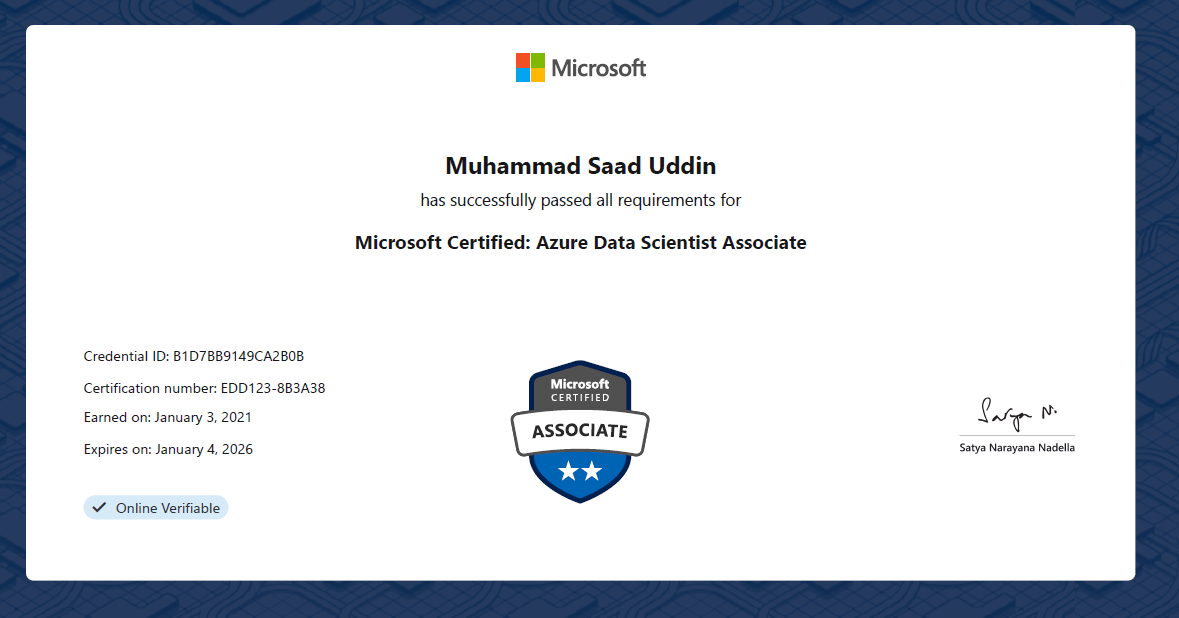 Microsoft
Muhammad Saad Uddin
has successfully passed all requirements for
Microsoft Certified: Azure Data Scientist Associate
Credential ID: B1D7BB9149CA2B0B
Certification number: EDD123-8B3A38
Earned on: January 3, 2021
Expires on: January 4, 2026
Online Verifiable
Microsoft
CERTIFIED
ASSOCIATE
Satya N.
Satya Narayana Nadella